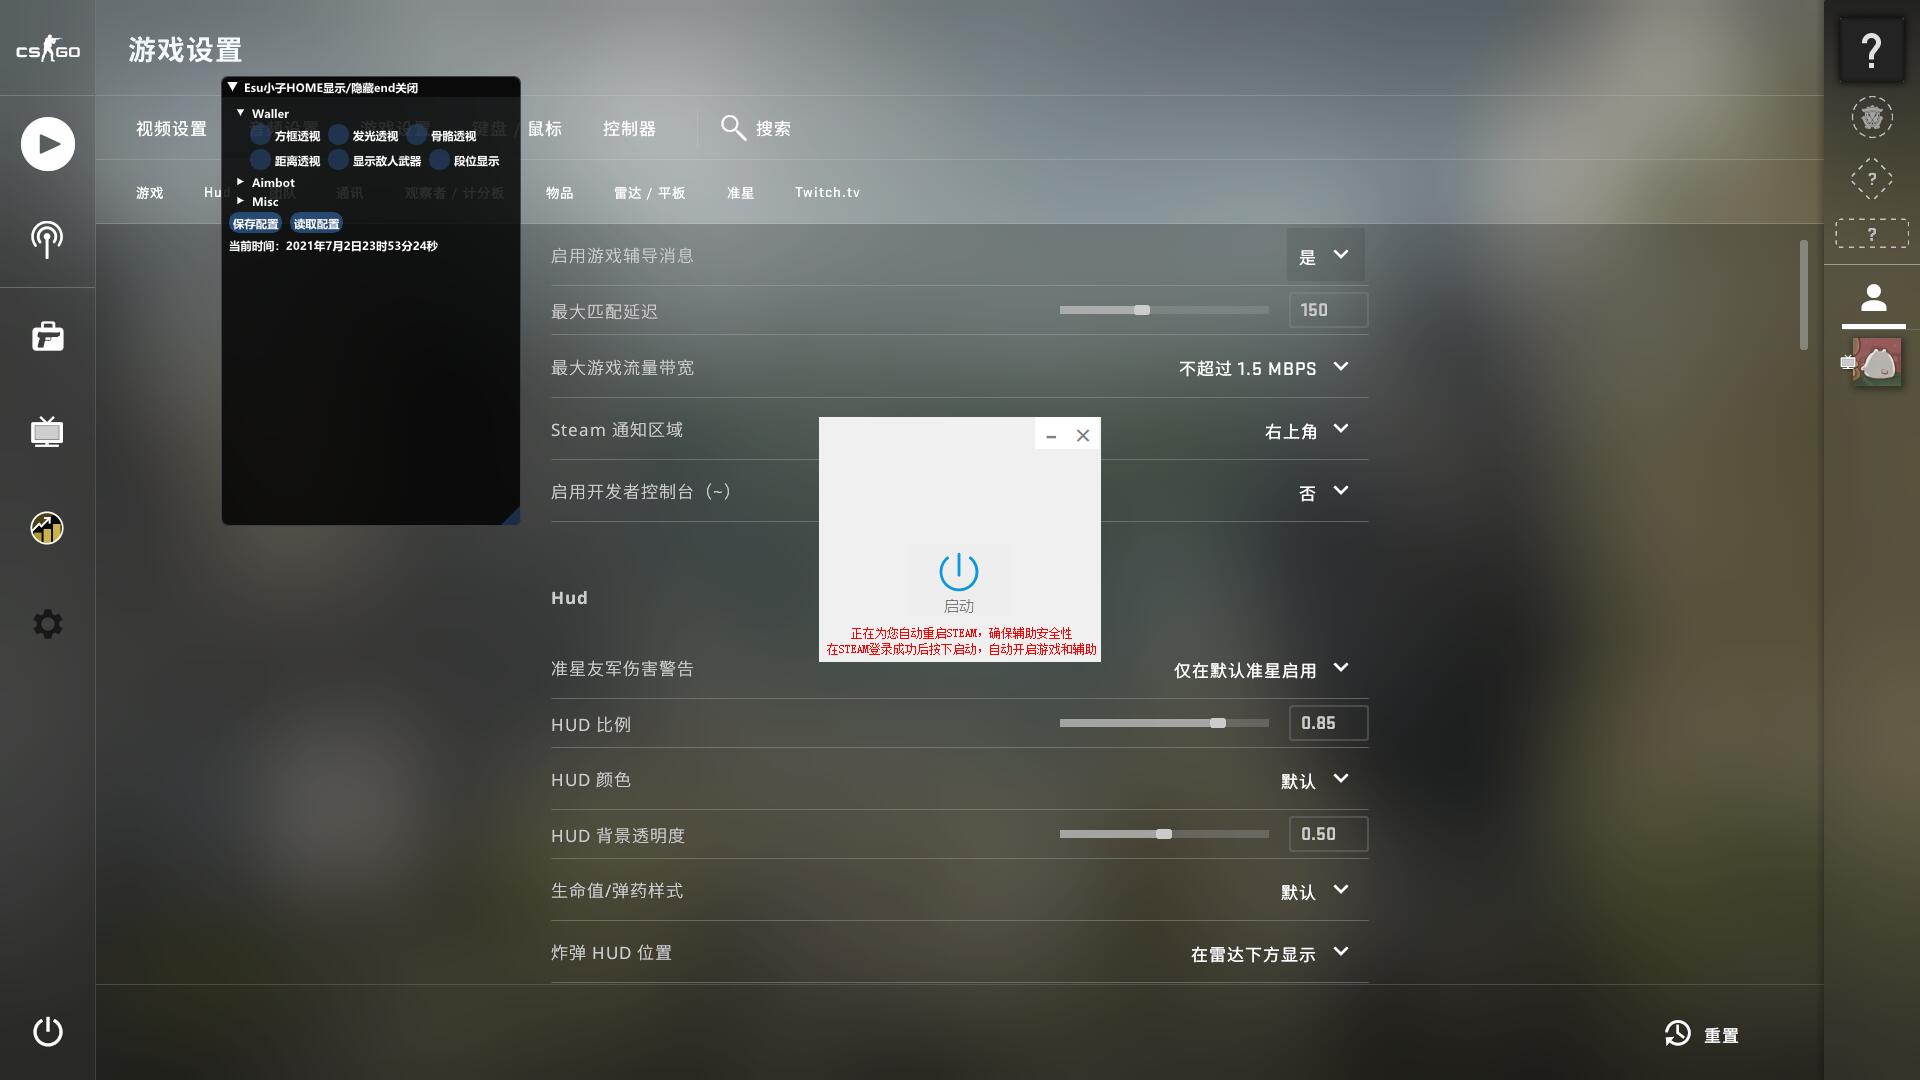 CS GO
游戏设置
Esu小子HOME显示/隐藏end关闭
Waller
方框透视 发光透视 骨骼透视
距离透视 显示敌人武器 段位显示
Aimbot
Misc
保存配置 读取配置
当前时间：2021年7月2日23时53分24秒
视频设置 音频设置 游戏设置 键盘 / 鼠标 控制器 搜索
游戏 Hud 团队 通讯 观察者 / 计分板 物品 雷达 / 平板 准星 Twitch.tv
启用游戏辅导消息 是
最大匹配延迟 150
最大游戏流量带宽 不超过 1.5 MBPS
Steam 通知区域 右上角
启用开发者控制台（~） 否
启动
正在为您自动重启STEAM，确保辅助安全性
在STEAM登录成功后按下启动，自动开启游戏和辅助
Hud
准星友军伤害警告 仅在默认准星启用
HUD 比例 0.85
HUD 颜色 默认
HUD 背景透明度 0.50
生命值/弹药样式 默认
炸弹 HUD 位置 在雷达下方显示
重置
?
?
?